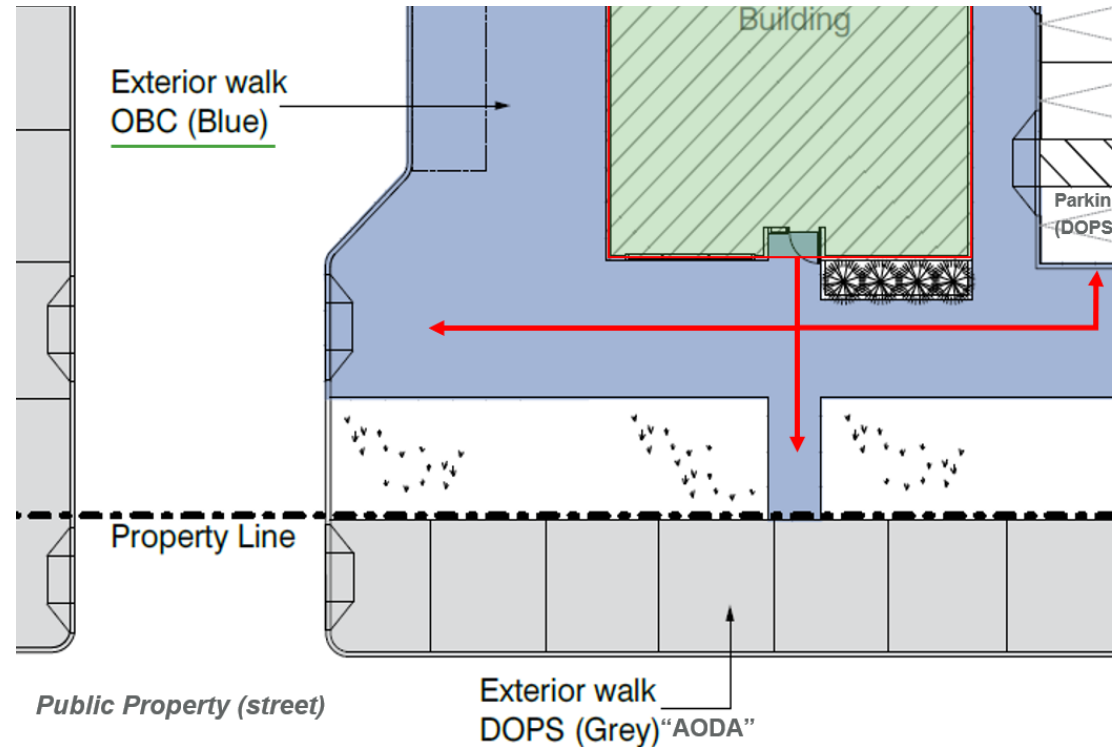 Building
Exterior walk
OBC (Blue)
Parkin
(DOPS
Property Line
Exterior walk
DOPS (Grey)“AODA”
Public Property (street)